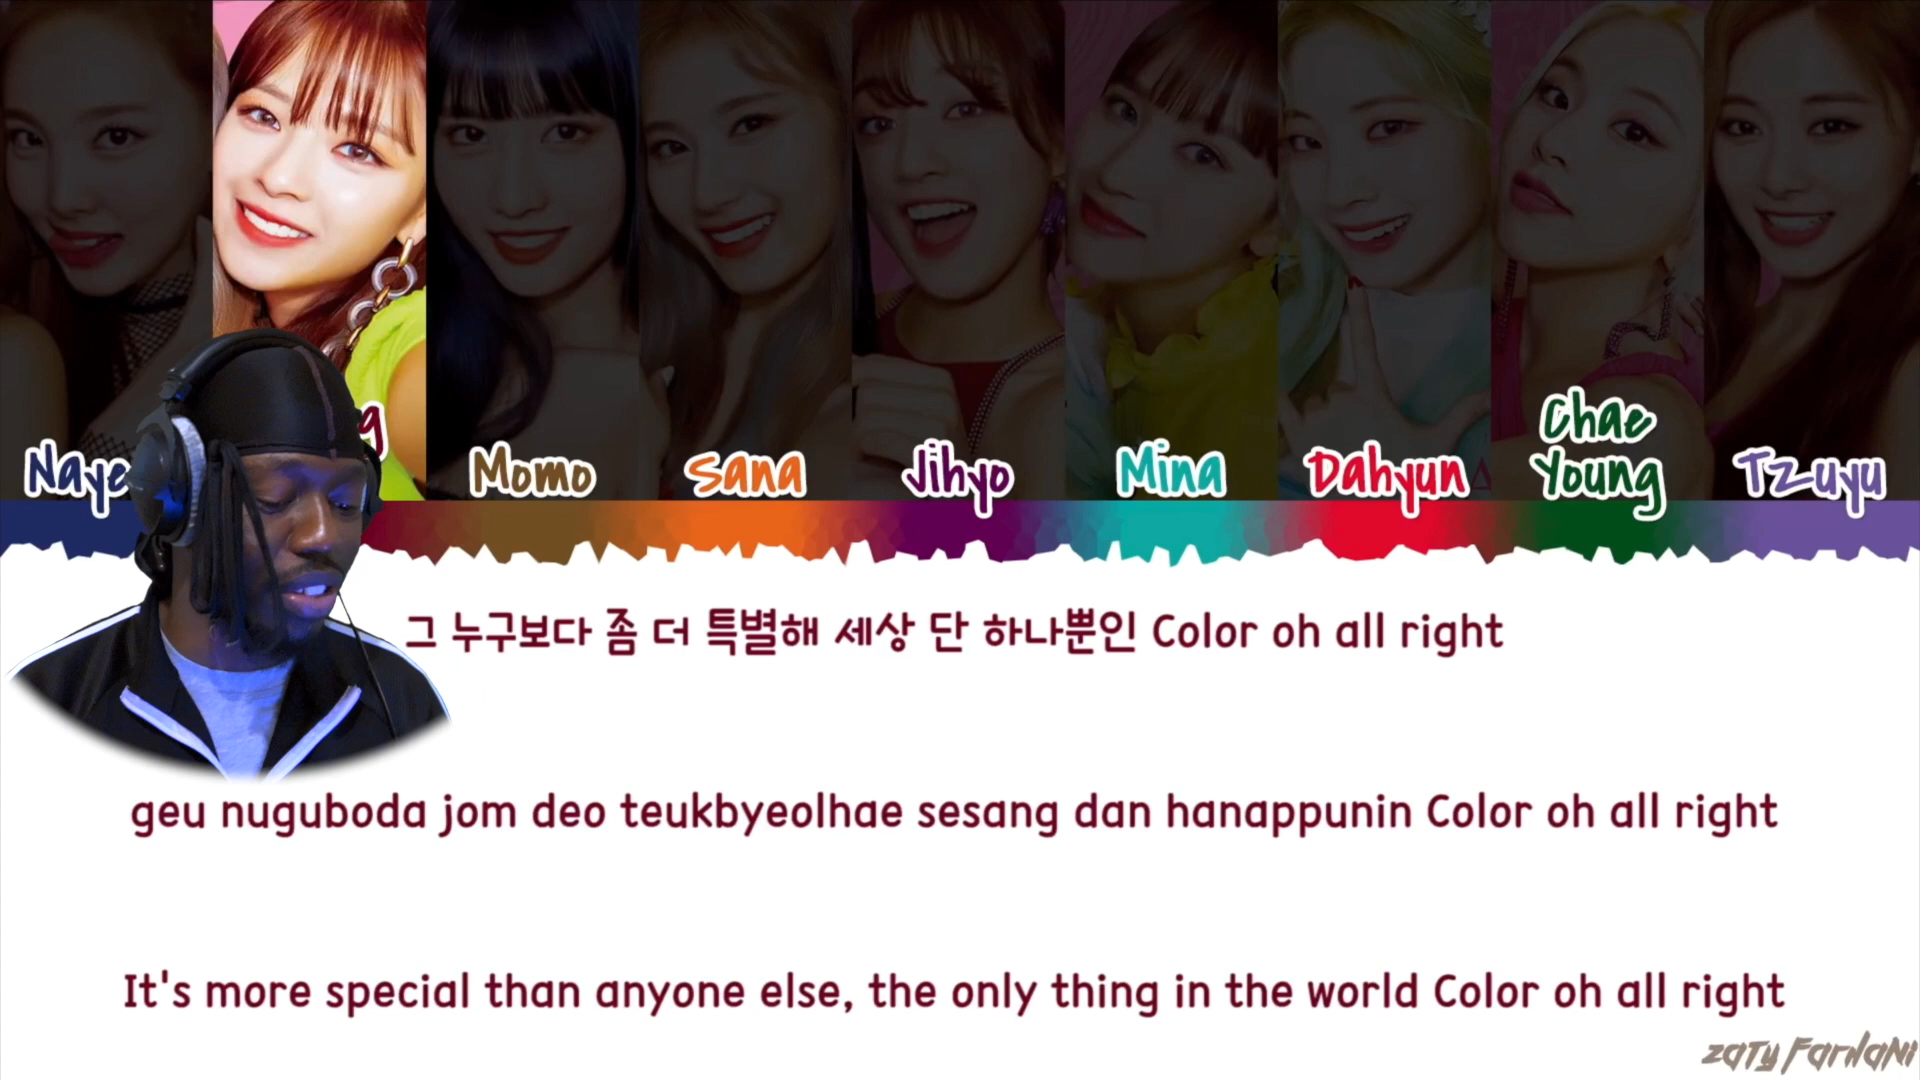 Naye
g
Momo
Sana
Jihyo
Mina
Dahyun
Chae
Young
Tzuyu
그 누구보다 좀 더 특별해 세상 단 하나뿐인 Color oh all right
geu nuguboda jom deo teukbyeolhae sesang dan hanappunin Color oh all right
It's more special than anyone else, the only thing in the world Color oh all right
ZATY FARDANI